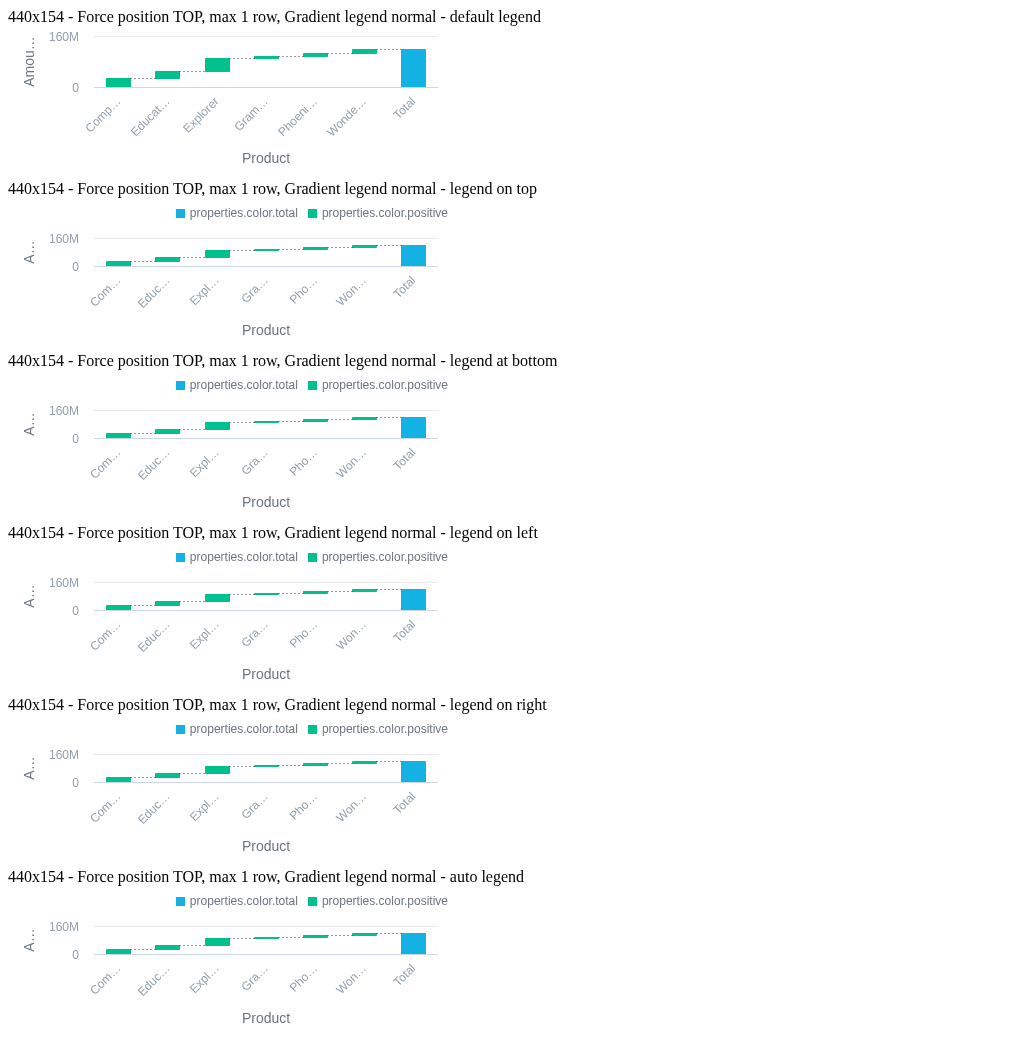 440x154 - Force position TOP, max 1 row, Gradient legend normal - default legend
Amou…
160M
0
Comp… Educat… Explorer Gram… Phoeni… Wonde… Total
Product
440x154 - Force position TOP, max 1 row, Gradient legend normal - legend on top
properties.color.total properties.color.positive
A…
160M
0
Com… Educ… Expl… Gra… Pho… Won… Total
Product
440x154 - Force position TOP, max 1 row, Gradient legend normal - legend at bottom
properties.color.total properties.color.positive
A…
160M
0
Com… Educ… Expl… Gra… Pho… Won… Total
Product
440x154 - Force position TOP, max 1 row, Gradient legend normal - legend on left
properties.color.total properties.color.positive
A…
160M
0
Com… Educ… Expl… Gra… Pho… Won… Total
Product
440x154 - Force position TOP, max 1 row, Gradient legend normal - legend on right
properties.color.total properties.color.positive
A…
160M
0
Com… Educ… Expl… Gra… Pho… Won… Total
Product
440x154 - Force position TOP, max 1 row, Gradient legend normal - auto legend
properties.color.total properties.color.positive
A…
160M
0
Com… Educ… Expl… Gra… Pho… Won… Total
Product